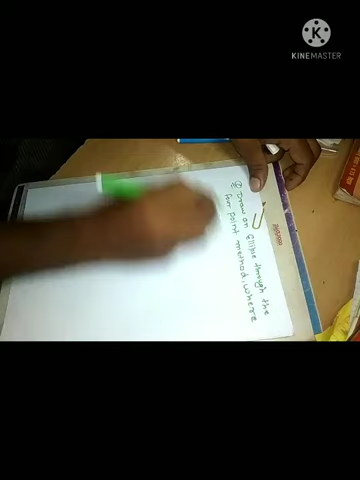 KINEMASTER
② Draw an Ellipse through the
four Point method, where